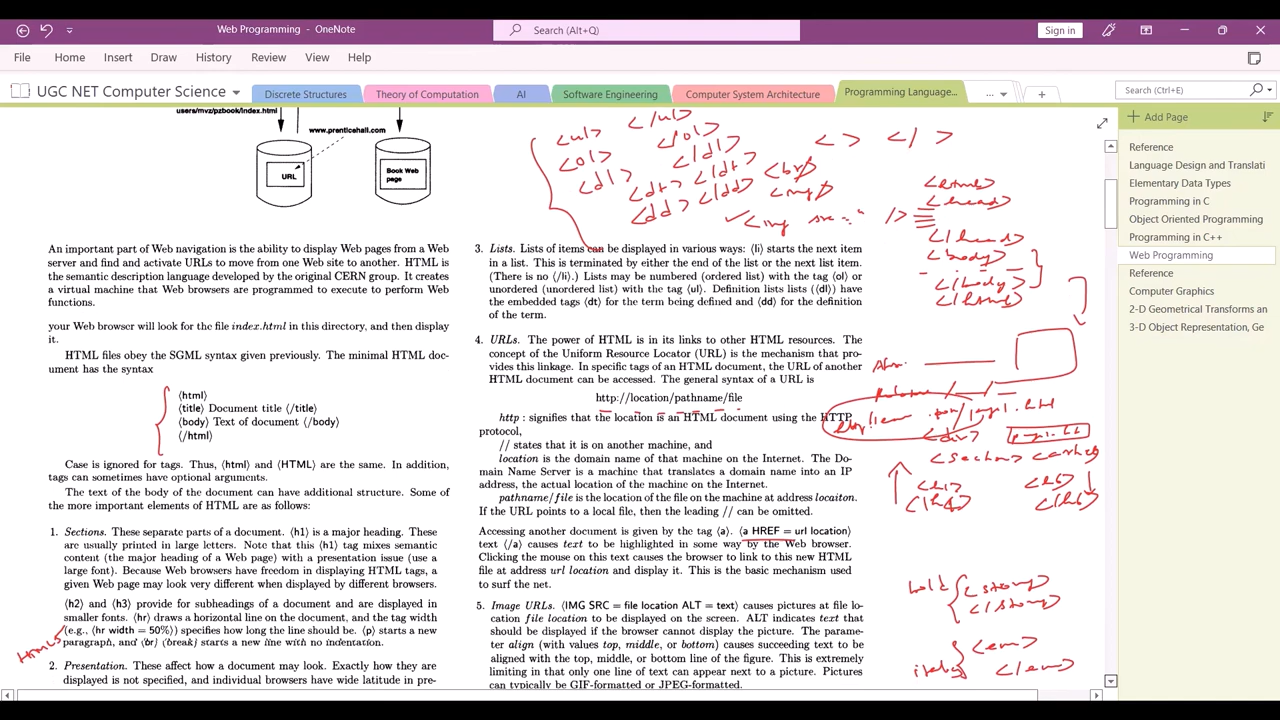 Web Programming - OneNote
Search (Alt+Q)
Sign in
File Home Insert Draw History Review View Help
UGC NET Computer Science
Discrete Structures
Theory of Computation
AI
Software Engineering
Computer System Architecture
Programming Language...
...
Search (Ctrl+E)
Add Page
Reference
Language Design and Translati
Elementary Data Types
Programming in C
Object Oriented Programming
Programming in C++
Web Programming
Reference
Computer Graphics
2-D Geometrical Transforms an
3-D Object Representation, Ge
users/mvz/pzbook/index.html
www.prenticehall.com
URL
Book Web
page
An important part of Web navigation is the ability to display Web pages from a Web
server and find and activate URLs to move from one Web site to another. HTML is
the semantic description language developed by the original CERN group. It creates
a virtual machine that Web browsers are programmed to execute to perform Web
functions.
your Web browser will look for the file index.html in this directory, and then display
it.
HTML files obey the SGML syntax given previously. The minimal HTML doc-
ument has the syntax
⟨html⟩
⟨title⟩ Document title ⟨/title⟩
⟨body⟩ Text of document ⟨/body⟩
⟨/html⟩
Case is ignored for tags. Thus, ⟨html⟩ and ⟨HTML⟩ are the same. In addition,
tags can sometimes have optional arguments.
The text of the body of the document can have additional structure. Some of
the more important elements of HTML are as follows:
1. Sections. These separate parts of a document. ⟨h1⟩ is a major heading. These
are usually printed in large letters. Note that this ⟨h1⟩ tag mixes semantic
content (the major heading of a Web page) with a presentation issue (use a
large font). Because Web browsers have freedom in displaying HTML tags, a
given Web page may look very different when displayed by different browsers.
⟨h2⟩ and ⟨h3⟩ provide for subheadings of a document and are displayed in
smaller fonts. ⟨hr⟩ draws a horizontal line on the document, and the tag width
(e.g., ⟨hr width = 50%⟩) specifies how long the line should be. ⟨p⟩ starts a new
paragraph, and ⟨br⟩ (break) starts a new line with no indentation.
2. Presentation. These affect how a document may look. Exactly how they are
displayed is not specified, and individual browsers have wide latitude in pre-
3. Lists. Lists of items can be displayed in various ways: ⟨li⟩ starts the next item
in a list. This is terminated by either the end of the list or the next list item.
(There is no ⟨/li⟩.) Lists may be numbered (ordered list) with the tag ⟨ol⟩ or
unordered (unordered list) with the tag ⟨ul⟩. Definition lists lists (⟨dl⟩) have
the embedded tags ⟨dt⟩ for the term being defined and ⟨dd⟩ for the definition
of the term.
4. URLs. The power of HTML is in its links to other HTML resources. The
concept of the Uniform Resource Locator (URL) is the mechanism that pro-
vides this linkage. In specific tags of an HTML document, the URL of another
HTML document can be accessed. The general syntax of a URL is
http://location/pathname/file
http : signifies that the location is an HTML document using the HTTP
protocol,
// states that it is on another machine, and
location is the domain name of that machine on the Internet. The Do-
main Name Server is a machine that translates a domain name into an IP
address, the actual location of the machine on the Internet.
pathname/file is the location of the file on the machine at address locaiton.
If the URL points to a local file, then the leading // can be omitted.
Accessing another document is given by the tag ⟨a⟩. ⟨a HREF = url location⟩
text ⟨/a⟩ causes text to be highlighted in some way by the Web browser.
Clicking the mouse on this text causes the browser to link to this new HTML
file at address url location and display it. This is the basic mechanism used
to surf the net.
5. Image URLs. ⟨IMG SRC = file location ALT = text⟩ causes pictures at file lo-
cation file location to be displayed on the screen. ALT indicates text that
should be displayed if the browser cannot display the picture. The parame-
ter align (with values top, middle, or bottom) causes succeeding text to be
aligned with the top, middle, or bottom line of the figure. This is extremely
limiting in that only one line of text can appear next to a picture. Pictures
can typically be GIF-formatted or JPEG-formatted.
<ul> </ul>
<ol> </ol>
<dl> </dl>
<dt> </dt>
<dd> </dd>
<br>
<img>
<img src= />
< > </ >
<html>
<head>
</head>
<body>
</body>
</html>
<div>
<section>
<h1> <h6>
</h1> </h6>
bold <strong>
</strong>
<em>
italic </em>